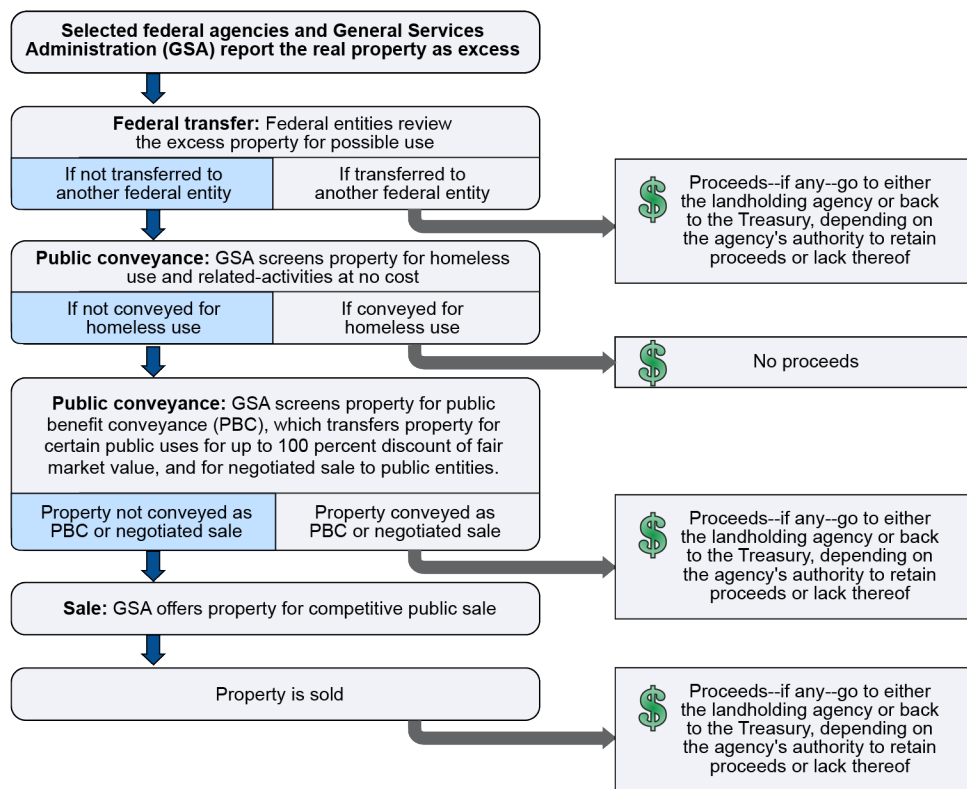 Selected federal agencies and General Services
Administration (GSA) report the real property as excess
Federal transfer: Federal entities review
the excess property for possible use
If not transferred to
another federal entity
If transferred to
another federal entity
$
Proceeds--if any--go to either
the landholding agency or back
to the Treasury, depending on
the agency's authority to retain
proceeds or lack thereof
Public conveyance: GSA screens property for homeless
use and related-activities at no cost
If not conveyed for
homeless use
If conveyed for
homeless use
$
No proceeds
Public conveyance: GSA screens property for public
benefit conveyance (PBC), which transfers property for
certain public uses for up to 100 percent discount of fair
market value, and for negotiated sale to public entities.
Property not conveyed as
PBC or negotiated sale
Property conveyed as
PBC or negotiated sale
$
Proceeds--if any--go to either
the landholding agency or back
to the Treasury, depending on
the agency's authority to retain
proceeds or lack thereof
Sale: GSA offers property for competitive public sale
Property is sold
$
Proceeds--if any--go to either
the landholding agency or back
to the Treasury, depending on
the agency's authority to retain
proceeds or lack thereof